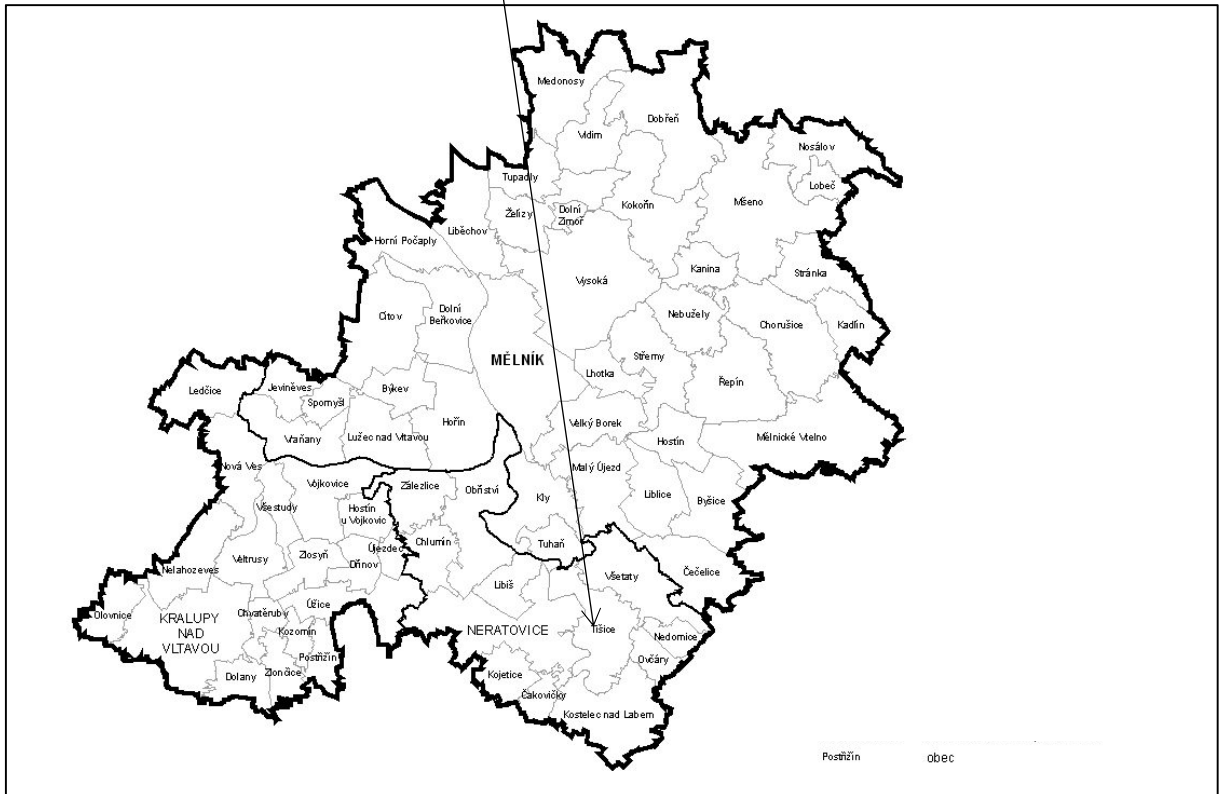 Medonosy
Dobřeň
Vidim
Nosálov
Lobeč
Tupadly
Mšeno
Želízy
Dolní
Zimoř
Kokořín
Liběchov
Horní Počaply
Kanina
Stránka
Vysoká
Dolní
Beřkovice
Cítov
Nebužely
Chorušice
Kadlín
MĚLNÍK
Střemy
Lhotka
Řepín
Ledčice
Jeviněves
Býkev
Spomyšl
Hořín
Velký Borek
Vraňany
Lužec nad Vltavou
Hostín
Mělnické Vtelno
Nová Ves
Malý Újezd
Vojkovice
Zálezlice
Obříství
Kly
Liblice
Byšice
Všestudy
Hostín
u Vojkovic
Tuhaň
Chlumín
Újezdec
Zlosyň
Veltrusy
Dřínov
Nelahozeves
Čečelice
Všetaty
Libiš
Úžice
Olovnice
Chvatěruby
KRALUPY
NAD
VLTAVOU
Kozomín
NERATOVICE
Tišice
Nedomice
Postřižín
Ovčáry
Kojetice
Dolany
Zlončice
Čakovičky
Kostelec nad Labem
Postřižín
obec